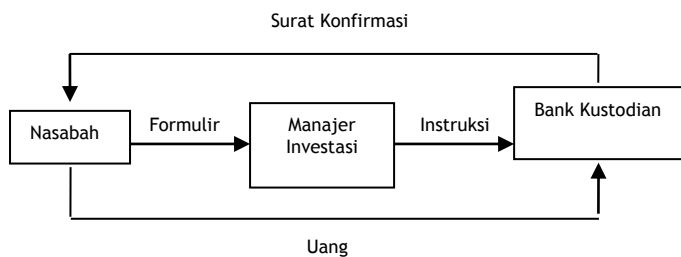 Surat Konfirmasi
Nasabah
Formulir
Manajer
Investasi
Instruksi
Bank Kustodian
Uang